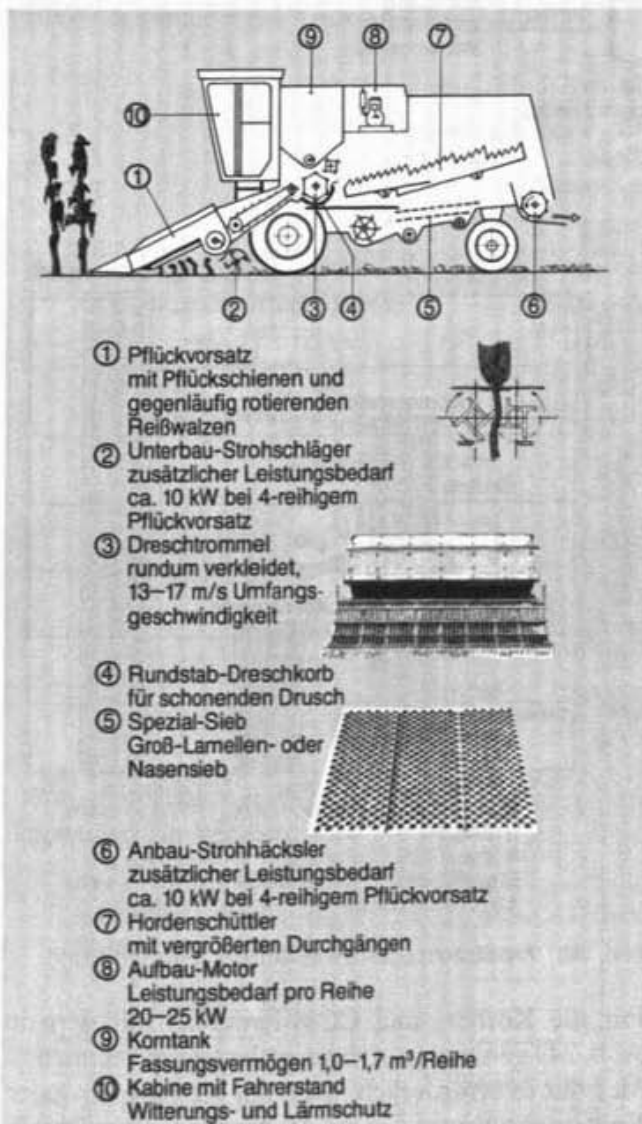 ⑨ ⑧ ⑦
⑩
①
② ③ ④ ⑤ ⑥
① Pflückvorsatz
mit Pflückschienen und
gegenläufig rotierenden
Reißwalzen
② Unterbau-Strohschläger
zusätzlicher Leistungsbedarf
ca. 10 kW bei 4-reihigem
Pflückvorsatz
③ Dreschtrommel
rundum verkleidet,
13–17 m/s Umfangs-
geschwindigkeit
④ Rundstab-Dreschkorb
für schonenden Drusch
⑤ Spezial-Sieb
Groß-Lamellen- oder
Nasensieb
⑥ Anbau-Strohhäcksler
zusätzlicher Leistungsbedarf
ca. 10 kW bei 4-reihigem Pflückvorsatz
⑦ Hordenschüttler
mit vergrößerten Durchgängen
⑧ Aufbau-Motor
Leistungsbedarf pro Reihe
20–25 kW
⑨ Korntank
Fassungsvermögen 1,0–1,7 m³/Reihe
⑩ Kabine mit Fahrerstand
Witterungs- und Lärmschutz